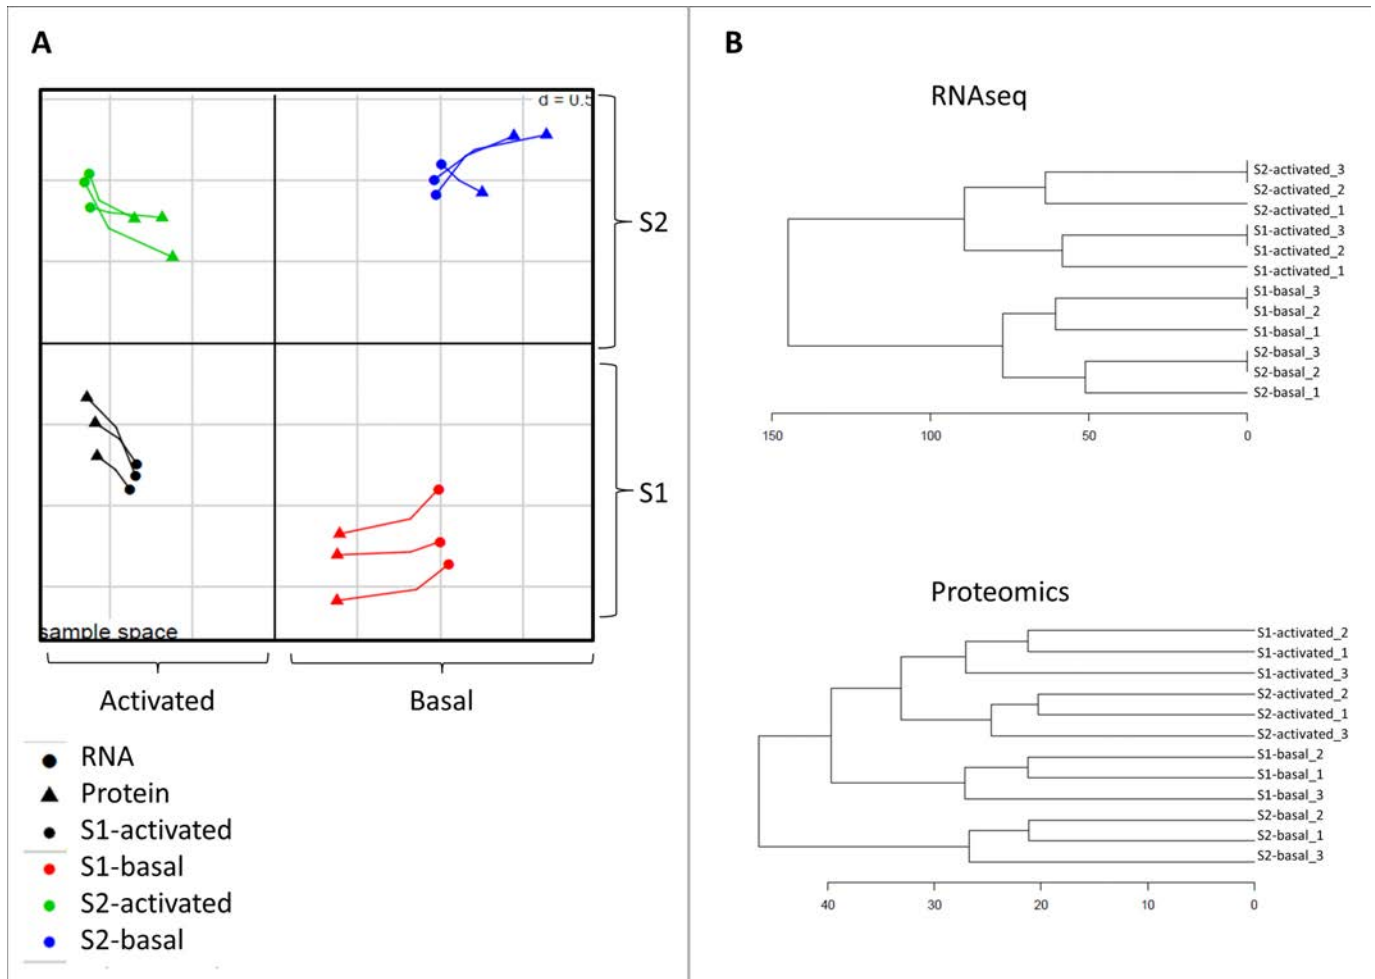 A
d = 0.5
S2
S1
sample space
Activated
Basal
RNA
Protein
S1-activated
S1-basal
S2-activated
S2-basal
B
RNAseq
S2-activated_3
S2-activated_2
S2-activated_1
S1-activated_3
S1-activated_2
S1-activated_1
S1-basal_3
S1-basal_2
S1-basal_1
S2-basal_3
S2-basal_2
S2-basal_1
150 100 50 0
Proteomics
S1-activated_2
S1-activated_1
S1-activated_3
S2-activated_2
S2-activated_1
S2-activated_3
S1-basal_2
S1-basal_1
S1-basal_3
S2-basal_2
S2-basal_1
S2-basal_3
40 30 20 10 0